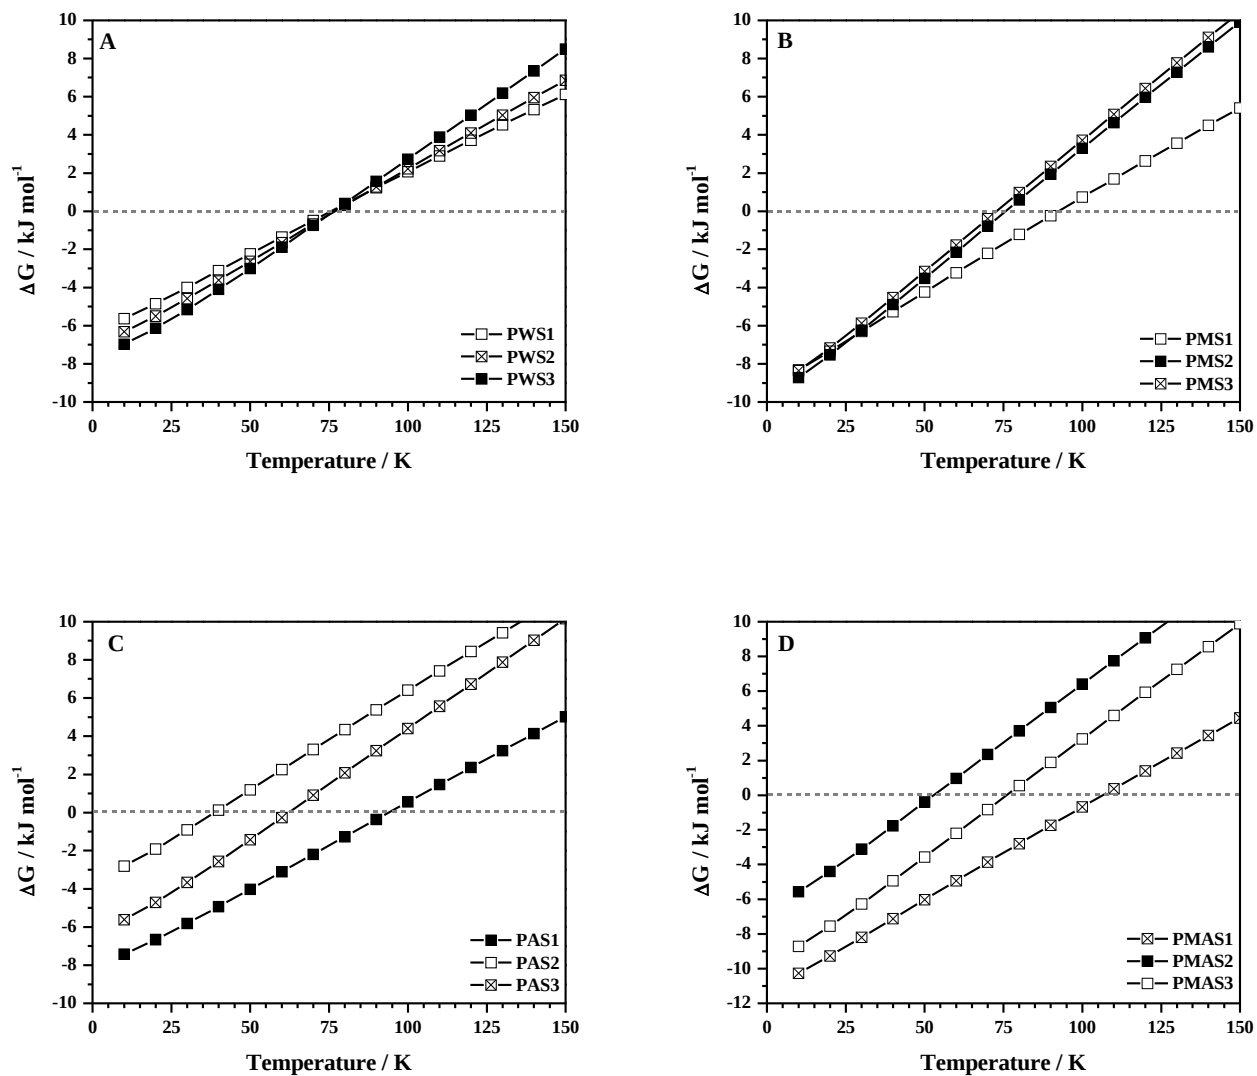 A
10
8
6
4
2
0
-2
-4
-6
-8
-10
ΔG / kJ mol⁻¹
PWS1
PWS2
PWS3
0 25 50 75 100 125 150
Temperature / K
B
10
8
6
4
2
0
-2
-4
-6
-8
-10
ΔG / kJ mol⁻¹
PMS1
PMS2
PMS3
0 25 50 75 100 125 150
Temperature / K
C
10
8
6
4
2
0
-2
-4
-6
-8
-10
ΔG / kJ mol⁻¹
PAS1
PAS2
PAS3
0 25 50 75 100 125 150
Temperature / K
D
10
8
6
4
2
0
-2
-4
-6
-8
-10
-12
ΔG / kJ mol⁻¹
PMAS1
PMAS2
PMAS3
0 25 50 75 100 125 150
Temperature / K